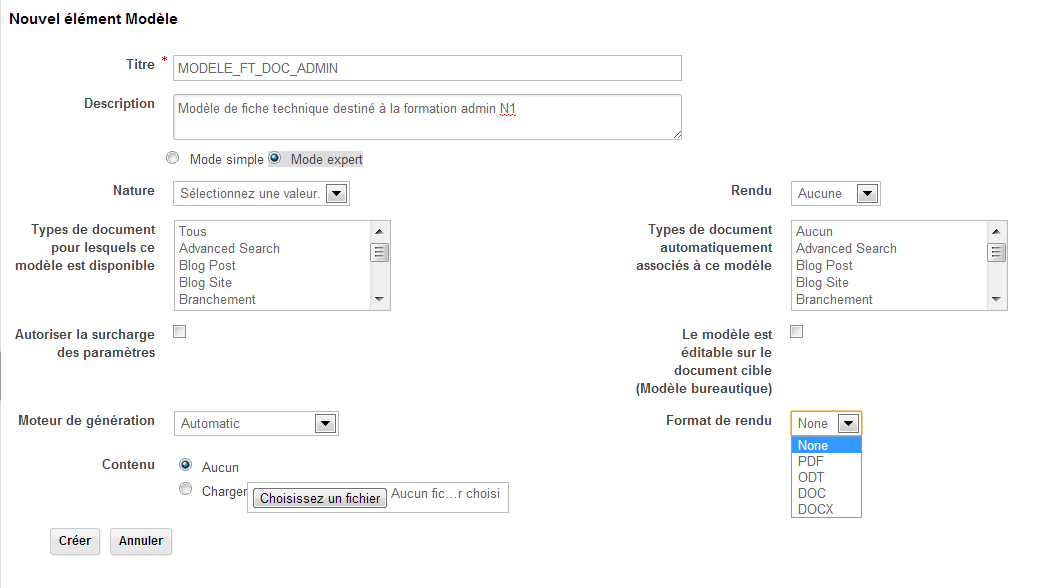 Nouvel élément Modèle
Titre * MODELE_FT_DOC_ADMIN
Description Modèle de fiche technique destiné à la formation admin N1
Mode simple Mode expert
Nature Sélectionnez une valeur. Rendu Aucune
Types de document pour lesquels ce modèle est disponible
Tous
Advanced Search
Blog Post
Blog Site
Branchement
Types de document automatiquement associés à ce modèle
Aucun
Advanced Search
Blog Post
Blog Site
Branchement
Autoriser la surcharge
des paramètres
Le modèle est
éditable sur le
document cible
(Modèle bureautique)
Moteur de génération Automatic
Format de rendu None
None
PDF
ODT
DOC
DOCX
Contenu Aucun
Charger Choisissez un fichier Aucun fic...r choisi
Créer Annuler